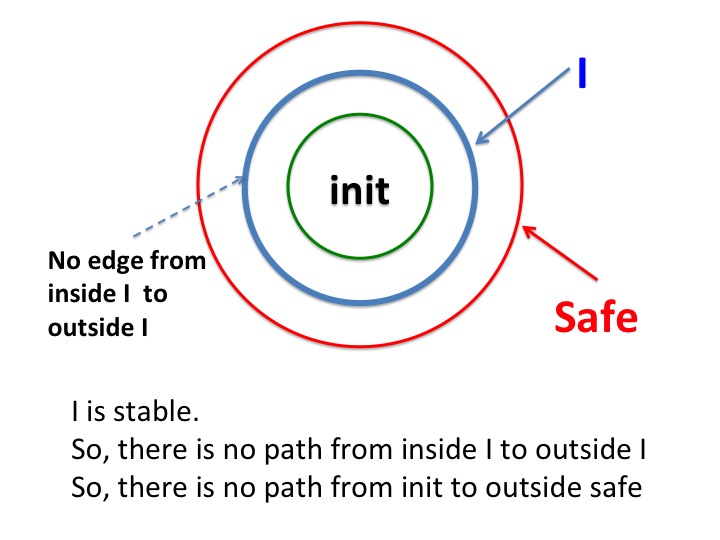 I
init
No edge from
inside I to
outside I
Safe
I is stable.
So, there is no path from inside I to outside I
So, there is no path from init to outside safe